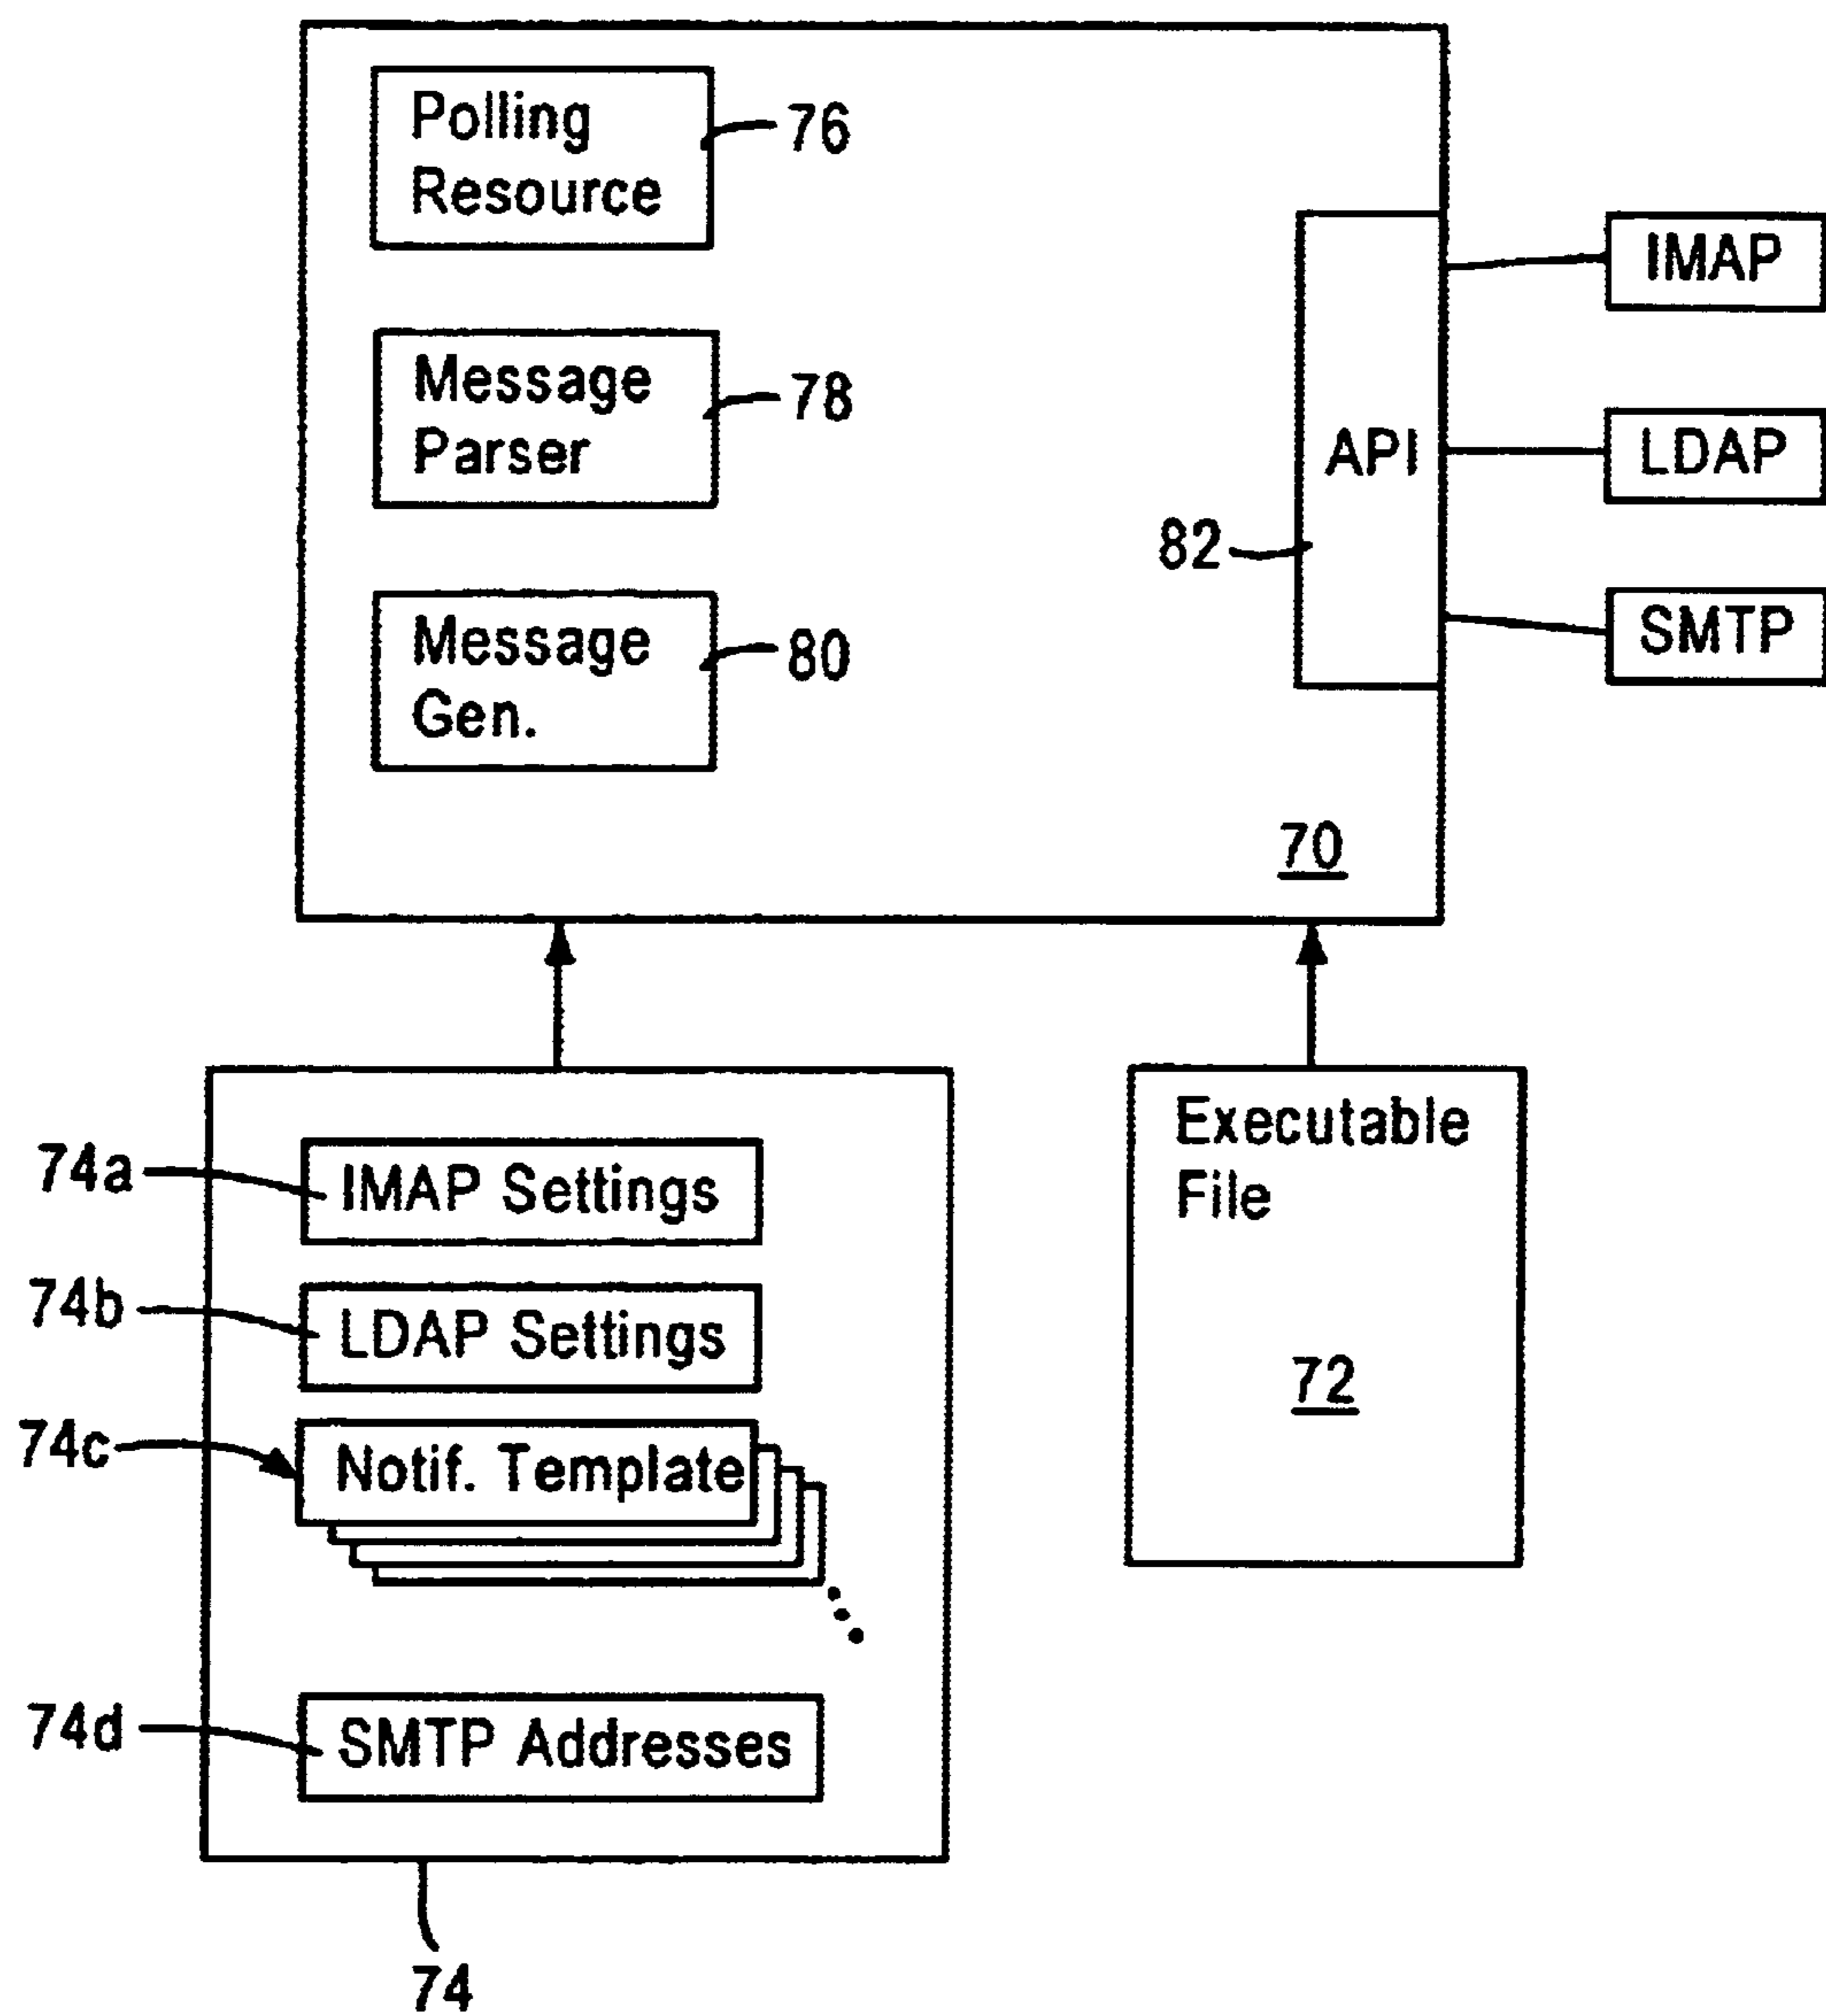 Polling
Resource
76
Message
Parser
78
Message
Gen.
80
API
82
IMAP
LDAP
SMTP
70
74a
IMAP Settings
74b
LDAP Settings
74c
Notif. Template
74d
SMTP Addresses
74
Executable
File
72